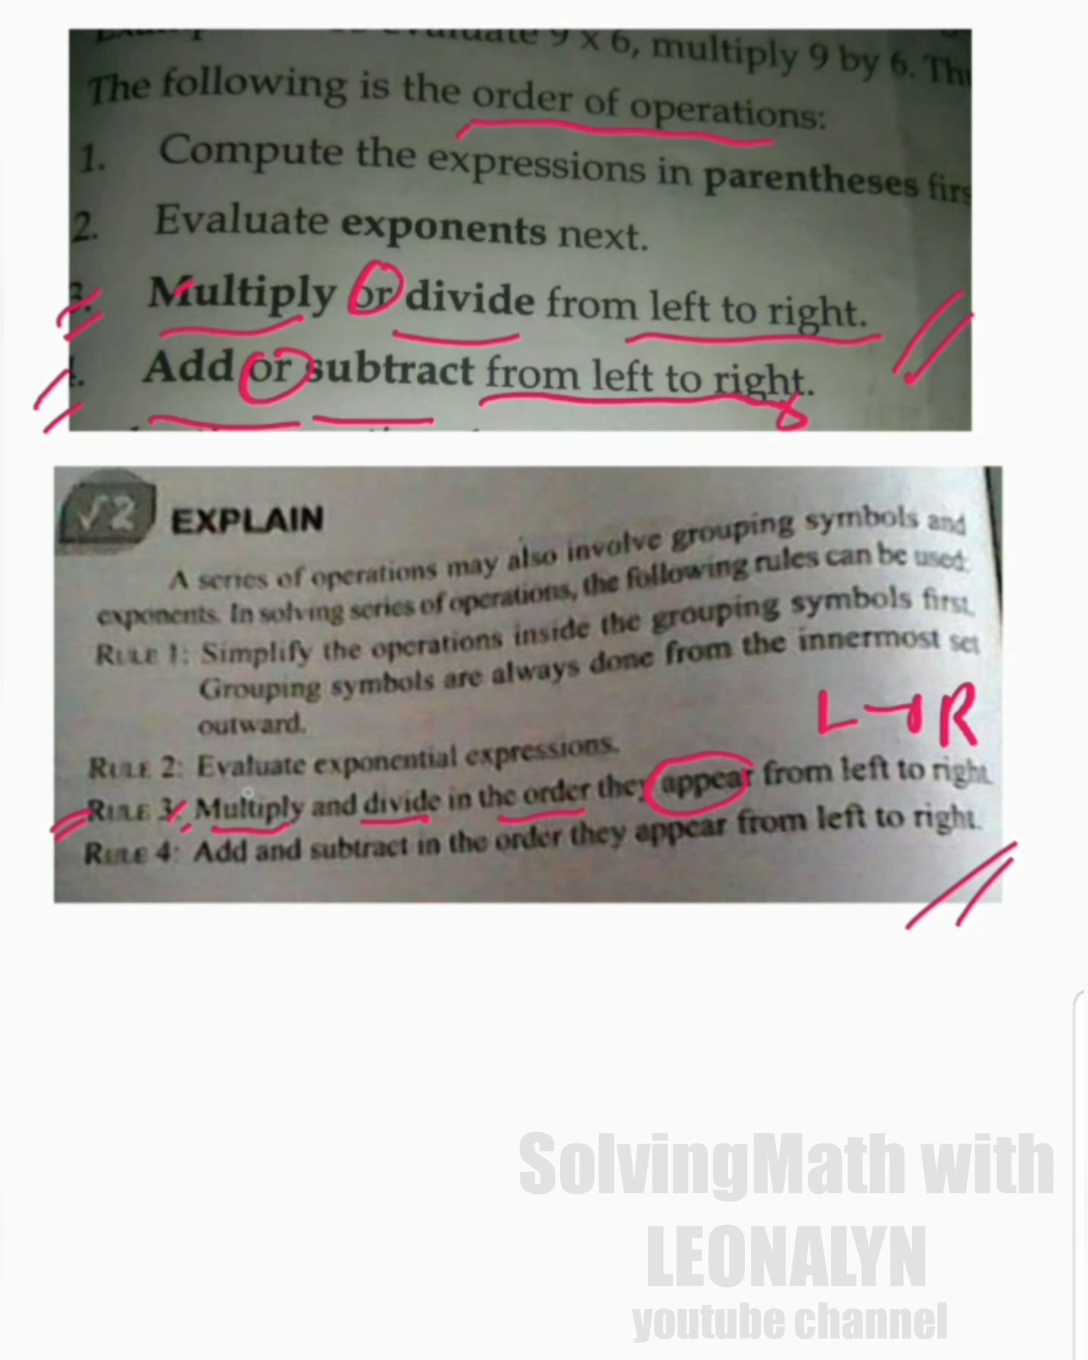 evaluate 9 x 6, multiply 9 by 6.
The following is the order of operations:
1. Compute the expressions in parentheses firs
2. Evaluate exponents next.
3. Multiply or divide from left to right.
Add or subtract from left to right.
√2 EXPLAIN
A series of operations may also involve grouping symbols and
exponents. In solving series of operations, the following rules can be used:
RULE 1: Simplify the operations inside the grouping symbols first.
Grouping symbols are always done from the innermost set
outward.
L→R
RULE 2: Evaluate exponential expressions.
RULE 3: Multiply and divide in the order they appear from left to right.
RULE 4: Add and subtract in the order they appear from left to right.
SolvingMath with
LEONALYN
youtube channel